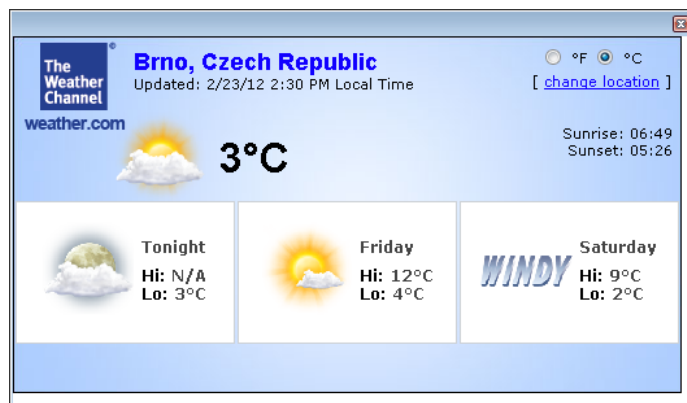 The
Weather
Channel
®
weather.com
Brno, Czech Republic
Updated: 2/23/12 2:30 PM Local Time
°F °C
[ change location ]
3°C
Sunrise: 06:49
Sunset: 05:26
Tonight
Hi: N/A
Lo: 3°C
Friday
Hi: 12°C
Lo: 4°C
WINDY
Saturday
Hi: 9°C
Lo: 2°C